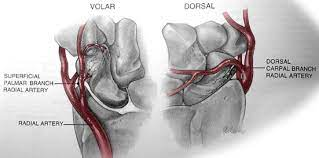 VOLAR
DORSAL
SUPERFICIAL
PALMAR BRANCH
RADIAL ARTERY
RADIAL ARTERY
DORSAL
CARPAL BRANCH
RADIAL ARTERY